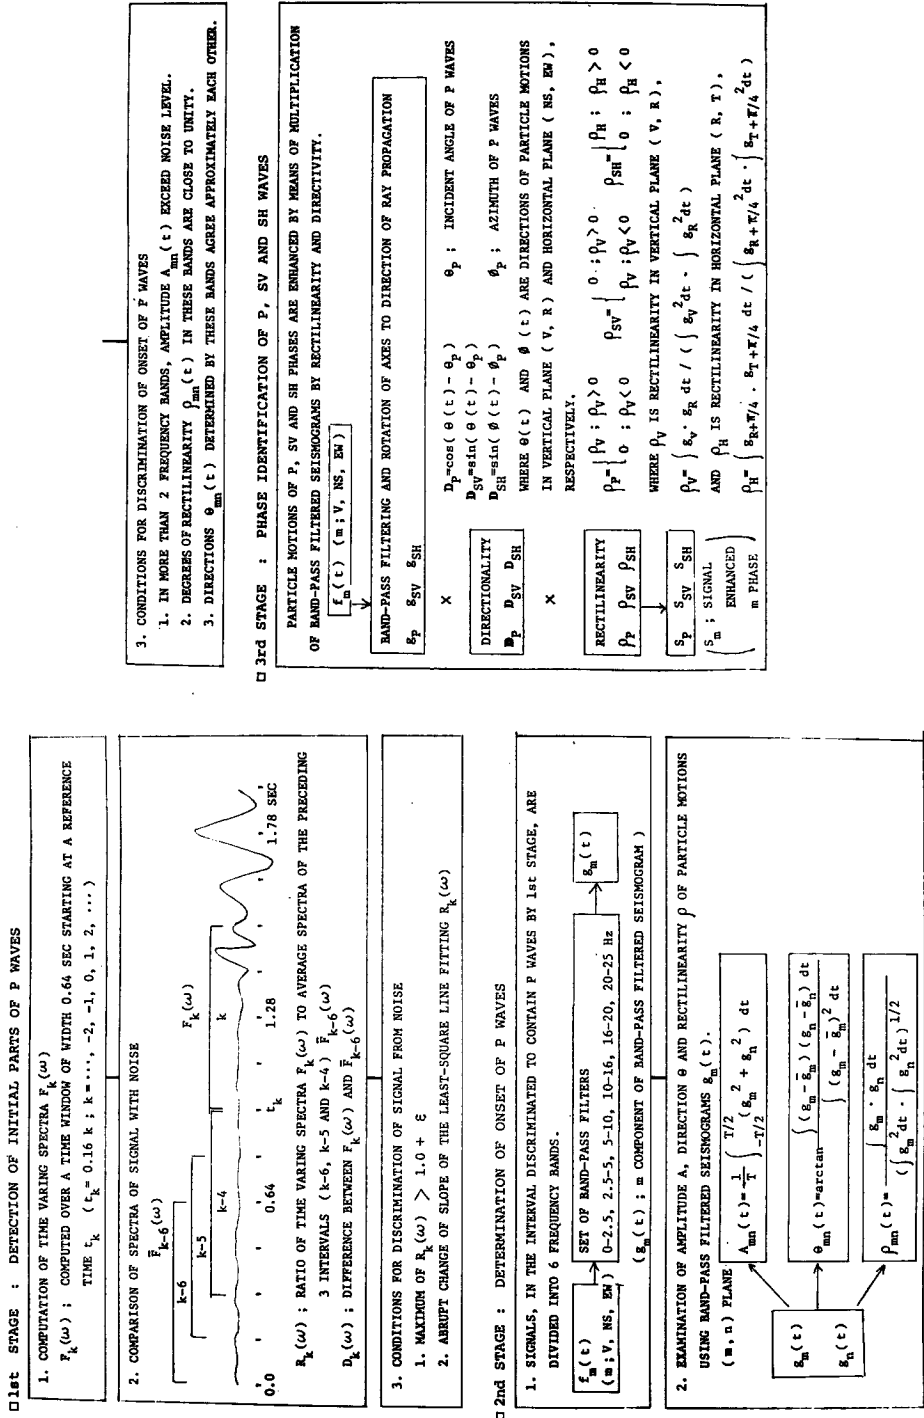 □ 1st STAGE : DETECTION OF INITIAL PARTS OF P WAVES
1. COMPUTATION OF TIME VARING SPECTRA F_k(ω)
F_k(ω) ; COMPUTED OVER A TIME WINDOW OF WIDTH 0.64 SEC STARTING AT A REFERENCE
TIME t_k ( t_k = 0.16 k ; k = ..., -2, -1, 0, 1, 2, ... )
2. COMPARISON OF SPECTRA OF SIGNAL WITH NOISE
F̄_{k-6}(ω)
k-6
k-5
k-4
F_k(ω)
k
0.0 0.64 t_k 1.28 1.78 SEC
R_k(ω) ; RATIO OF TIME VARING SPECTRA F_k(ω) TO AVERAGE SPECTRA OF THE PRECEDING
3 INTERVALS (k-6, k-5 AND k-4) F̄_{k-6}(ω)
D_k(ω) ; DIFFERENCE BETWEEN F_k(ω) AND F̄_{k-6}(ω)
3. CONDITIONS FOR DISCRIMINATION OF SIGNAL FROM NOISE
1. MAXIMUM OF R_k(ω) > 1.0 + ε
2. ABRUPT CHANGE OF SLOPE OF THE LEAST-SQUARE LINE FITTING R_k(ω)
□ 2nd STAGE : DETERMINATION OF ONSET OF P WAVES
1. SIGNALS, IN THE INTERVAL DISCRIMINATED TO CONTAIN P WAVES BY 1st STAGE, ARE
DIVIDED INTO 6 FREQUENCY BANDS.
f_m(t)
(m ; V, NS, EW)
SET OF BAND-PASS FILTERS
0-2.5, 2.5-5, 5-10, 10-16, 16-20, 20-25 Hz
g_m(t)
( g_m(t) ; m COMPONENT OF BAND-PASS FILTERED SEISMOGRAM )
2. EXAMINATION OF AMPLITUDE A, DIRECTION θ AND RECTILINEARITY ρ OF PARTICLE MOTIONS
USING BAND-PASS FILTERED SEISMOGRAMS g_m(t).
(m, n) PLANE
g_m(t)
g_n(t)
A_mn(t) = 1/T ∫_{-T/2}^{T/2} (g_m^2 + g_n^2) dt
θ_mn(t) = arctan ∫(g_m - ḡ_m)(g_n - ḡ_n) dt / ∫(g_m - ḡ_m)^2 dt
ρ_mn(t) = ∫ g_m · g_n dt / (∫ g_m^2 dt · ∫ g_n^2 dt)^{1/2}
3. CONDITIONS FOR DISCRIMINATION OF ONSET OF P WAVES
1. IN MORE THAN 2 FREQUENCY BANDS, AMPLITUDE A_mn(t) EXCEED NOISE LEVEL.
2. DEGREES OF RECTILINEARITY ρ_mn(t) IN THESE BANDS ARE CLOSE TO UNITY.
3. DIRECTIONS θ_mn(t) DETERMINED BY THESE BANDS AGREE APPROXIMATELY EACH OTHER.
□ 3rd STAGE : PHASE IDENTIFICATION OF P, SV AND SH WAVES
PARTICLE MOTIONS OF P, SV AND SH PHASES ARE ENHANCED BY MEANS OF MULTIPLICATION
OF BAND-PASS FILTERED SEISMOGRAMS BY RECTILINEARITY AND DIRECTIVITY.
f_m(t) (m ; V, NS, EW)
BAND-PASS FILTERING AND ROTATION OF AXES TO DIRECTION OF RAY PROPAGATION
g_P g_SV g_SH
×
DIRECTIONALITY
D_P D_SV D_SH
×
RECTILINEARITY
ρ_P ρ_SV ρ_SH
S_P S_SV S_SH
( S_m ; SIGNAL
ENHANCED
m PHASE )
D_P=cos( θ(t) - θ_P ) θ_P ; INCIDENT ANGLE OF P WAVES
D_SV=sin( θ(t) - θ_P )
D_SH=sin( ø(t) - ø_P ) ø_P ; AZIMUTH OF P WAVES
WHERE θ(t) AND ø(t) ARE DIRECTIONS OF PARTICLE MOTIONS
IN VERTICAL PLANE ( V, R ) AND HORIZONTAL PLANE ( NS, EW ),
RESPECTIVELY.
ρ_P= { ρ_V ; ρ_V>0 ρ_SV= { 0 ; ρ_V>0 ρ_SH= { ρ_H ; ρ_H > 0
0 ; ρ_V<0 ρ_V ; ρ_V<0 0 ; ρ_H < 0
WHERE ρ_V IS RECTILINEARITY IN VERTICAL PLANE ( V, R ),
ρ_V= ∫ g_V · g_R dt / ( ∫ g_V^2 dt · ∫ g_R^2 dt )
AND ρ_H IS RECTILINEARITY IN HORIZONTAL PLANE ( R, T ),
ρ_H= ∫ g_{R+π/4} · g_{T+π/4} dt / ( ∫ g_{R+π/4}^2 dt · ∫ g_{T+π/4}^2 dt )